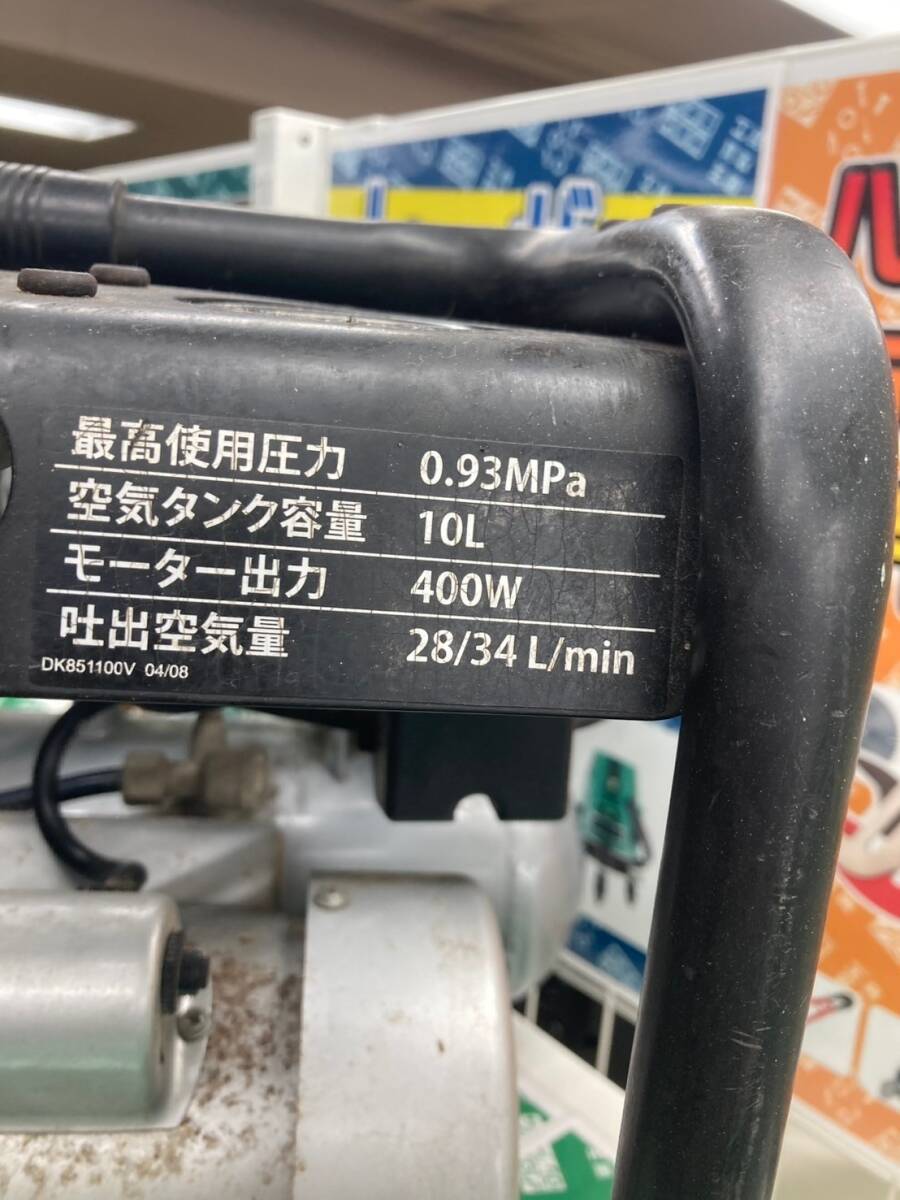 最高使用圧力 0.93MPa
空気タンク容量 10L
モーター出力 400W
吐出空気量 28/34 L/min
DK851100V 04/08